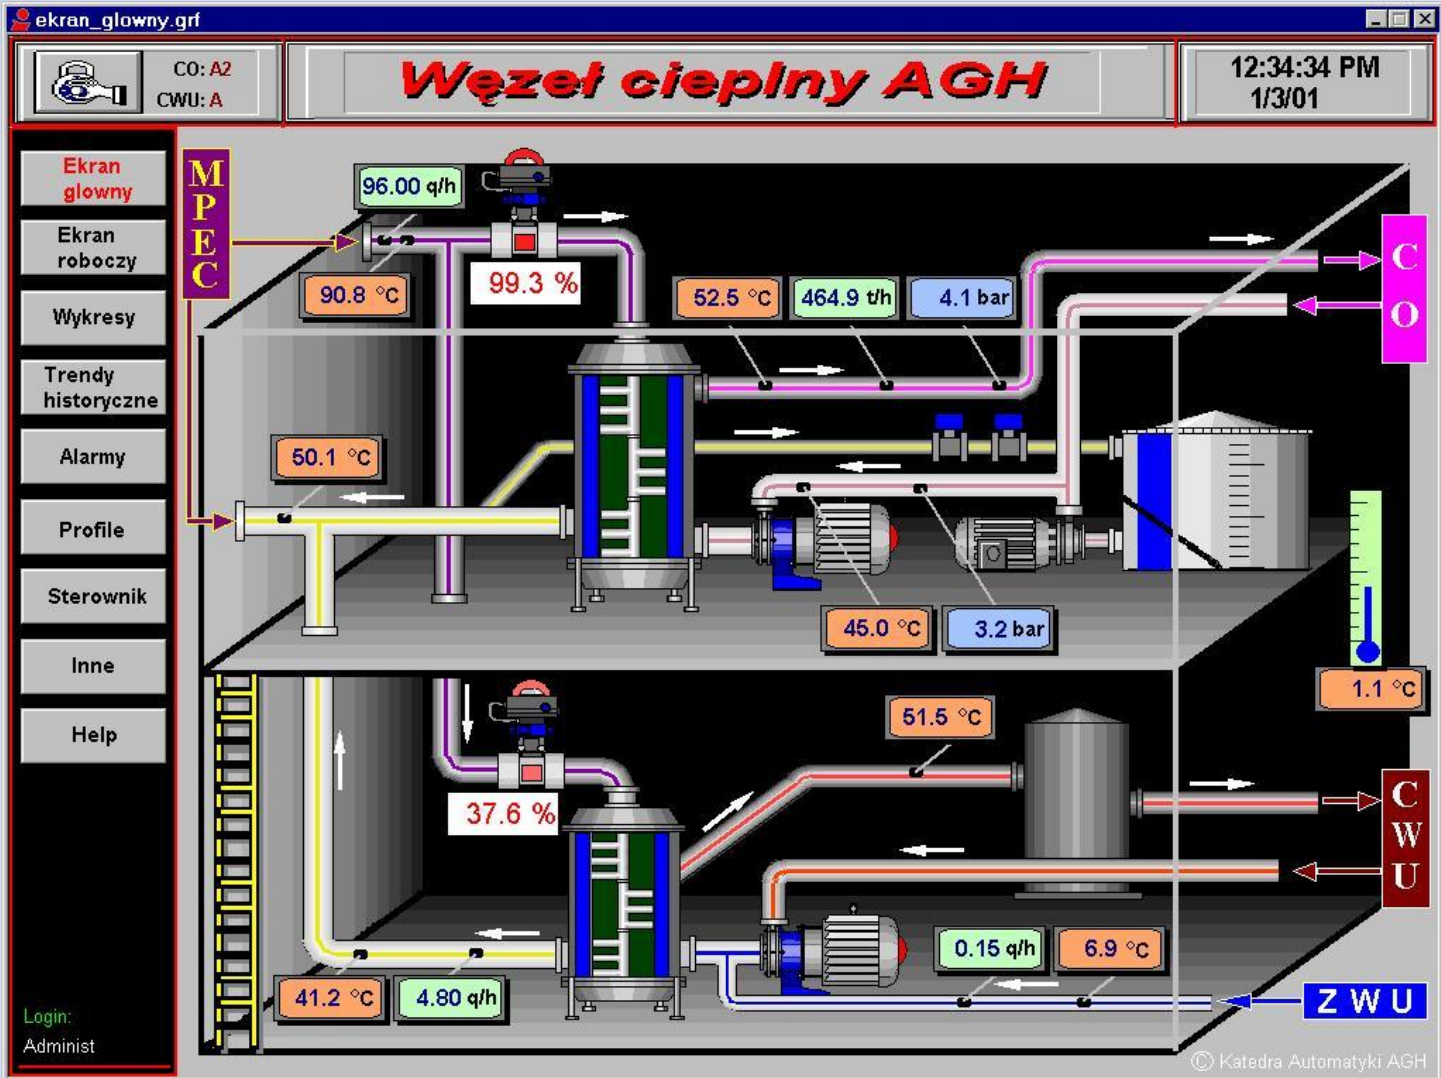 ekran_glowny.grf
CO: A2
CWU: A
Węzeł cieplny AGH
12:34:34 PM
1/3/01
Ekran
glowny
Ekran
roboczy
Wykresy
Trendy
historyczne
Alarmy
Profile
Sterownik
Inne
Help
Login:
Administ
MPEC
96.00 q/h
90.8 °C
99.3 %
52.5 °C
464.9 t/h
4.1 bar
CO
50.1 °C
45.0 °C
3.2 bar
1.1 °C
51.5 °C
37.6 %
CWU
41.2 °C
4.80 q/h
0.15 q/h
6.9 °C
Z W U
© Katedra Automatyki AGH